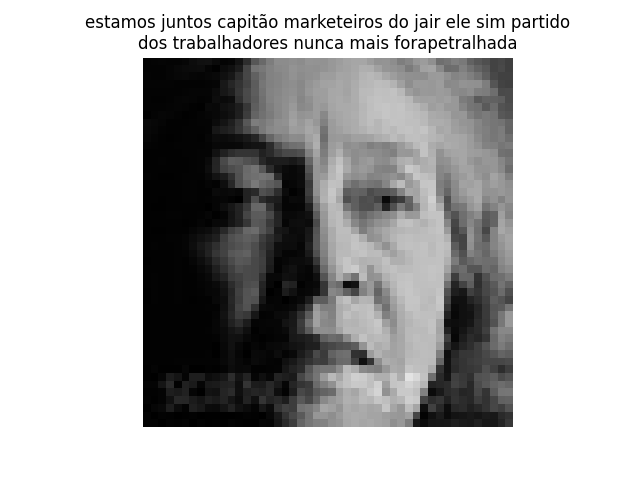 estamos juntos capitão marketeiros do jair ele sim partido
dos trabalhadores nunca mais forapetralhada